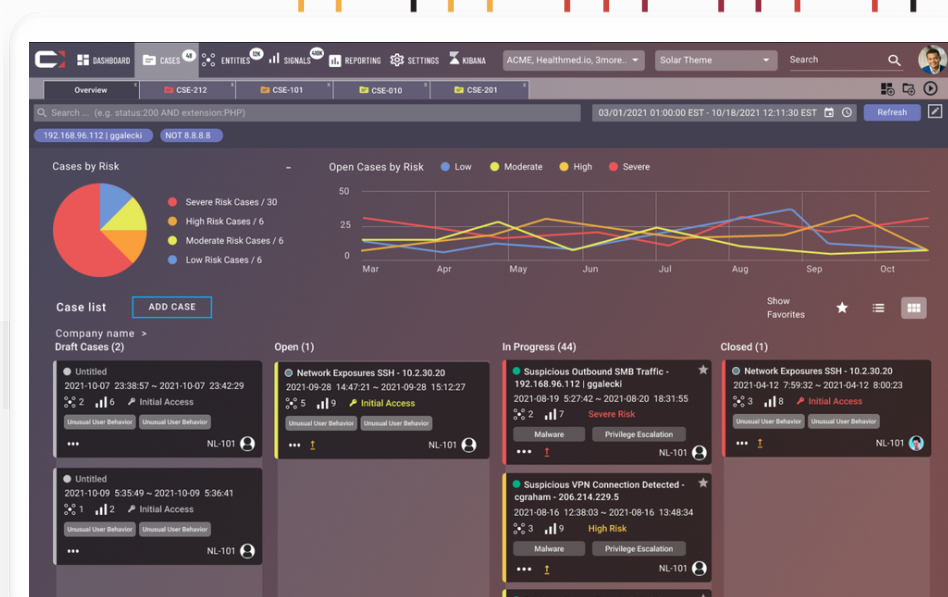 DASHBOARD CASES 48 ENTITIES 12K SIGNALS 430K REPORTING SETTINGS KIBANA ACME, Healthmed.io, 3more.. Solar Theme Search
Overview x CSE-212 x CSE-101 x CSE-010 x CSE-201 x
Search ... (e.g. status:200 AND extension:PHP) 03/01/2021 01:00:00 EST - 10/18/2021 12:11:30 EST Refresh
192.168.96.112 | ggalecki NOT 8.8.8.8
Cases by Risk –
Severe Risk Cases / 30
High Risk Cases / 6
Moderate Risk Cases / 6
Low Risk Cases / 6
Open Cases by Risk Low Moderate High Severe
50
25
0
Mar Apr May Jun Jul Aug Sep Oct
Case list ADD CASE
Show
Favorites
Company name >
Draft Cases (2)
Untitled
2021-10-07 23:38:57 ~ 2021-10-07 23:42:29
2 6 Initial Access
Unusual User Behavior Unusual User Behavior
••• NL-101
Untitled
2021-10-09 5:35:49 ~ 2021-10-09 5:36:41
1 2 Initial Access
Unusual User Behavior Unusual User Behavior
••• NL-101
Open (1)
Network Exposures SSH - 10.2.30.20
2021-09-28 14:47:21 ~ 2021-09-28 15:12:27
5 9 Initial Access
Unusual User Behavior Unusual User Behavior
••• NL-101
In Progress (44)
Suspicious Outbound SMB Traffic -
192.168.96.112 | ggalecki
2021-08-19 5:27:42 ~ 2021-08-20 18:31:55
2 7 Severe Risk
Malware Privilege Escalation
••• NL-101
Suspicious VPN Connection Detected -
cgraham - 206.214.229.5
2021-08-16 12:38:03 ~ 2021-08-16 13:48:34
3 9 High Risk
Malware Privilege Escalation
••• NL-101
Closed (1)
Network Exposures SSH - 10.2.30.20
2021-04-12 7:59:32 ~ 2021-04-12 8:00:23
3 8 Initial Access
Unusual User Behavior Unusual User Behavior
••• NL-101